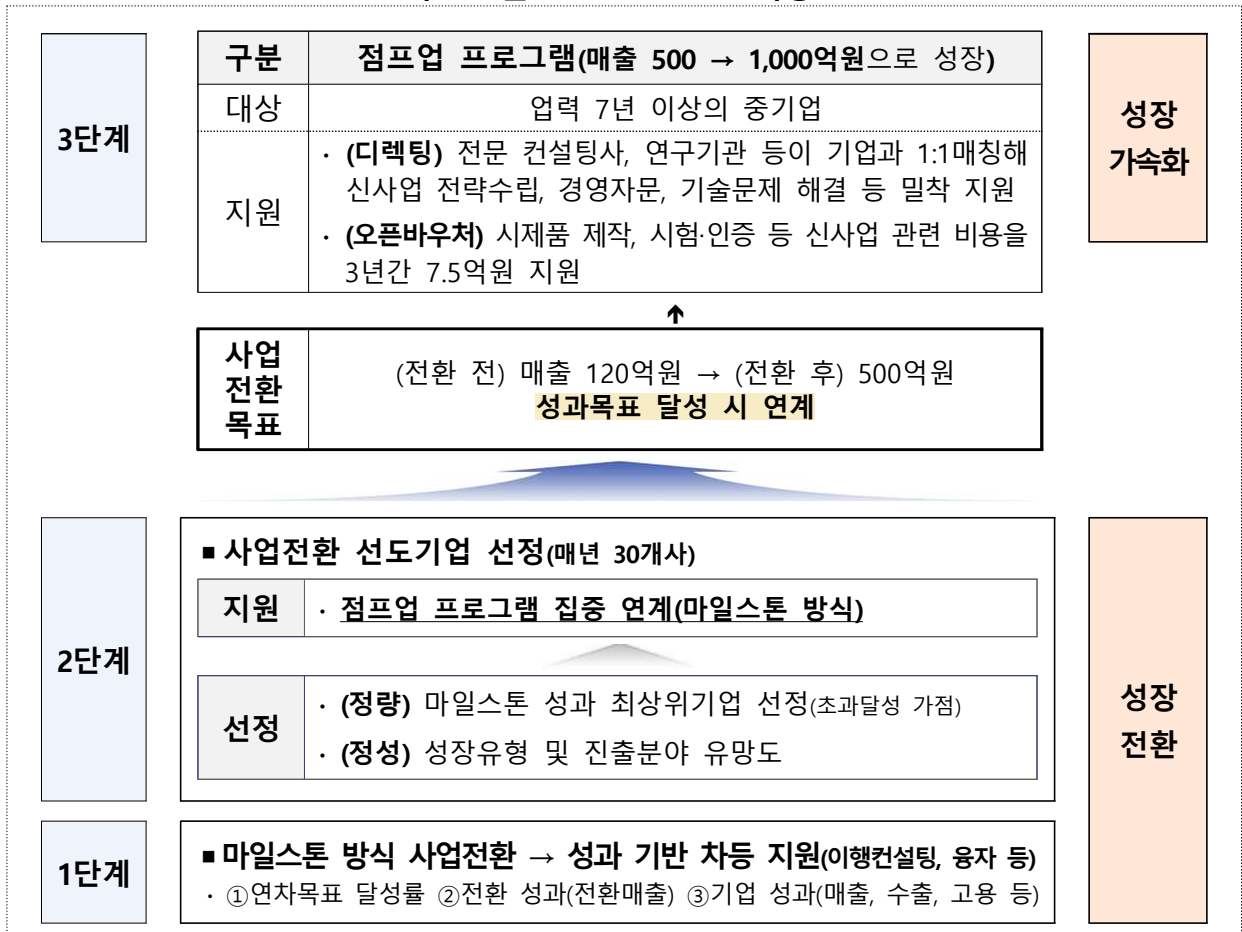 3단계
구분 점프업 프로그램(매출 500 → 1,000억원으로 성장)
대상 업력 7년 이상의 중기업
지원
· (디렉팅) 전문 컨설팅사, 연구기관 등이 기업과 1:1매칭해
신사업 전략수립, 경영자문, 기술문제 해결 등 밀착 지원
· (오픈바우처) 시제품 제작, 시험·인증 등 신사업 관련 비용을
3년간 7.5억원 지원
성장
가속화
사업
전환
목표
(전환 전) 매출 120억원 → (전환 후) 500억원
성과목표 달성 시 연계
2단계
■ 사업전환 선도기업 선정(매년 30개사)
지원 · 점프업 프로그램 집중 연계(마일스톤 방식)
선정
· (정량) 마일스톤 성과 최상위기업 선정(초과달성 가점)
· (정성) 성장유형 및 진출분야 유망도
성장
전환
1단계
■ 마일스톤 방식 사업전환 → 성과 기반 차등 지원(이행컨설팅, 융자 등)
· ①연차목표 달성률 ②전환 성과(전환매출) ③기업 성과(매출, 수출, 고용 등)